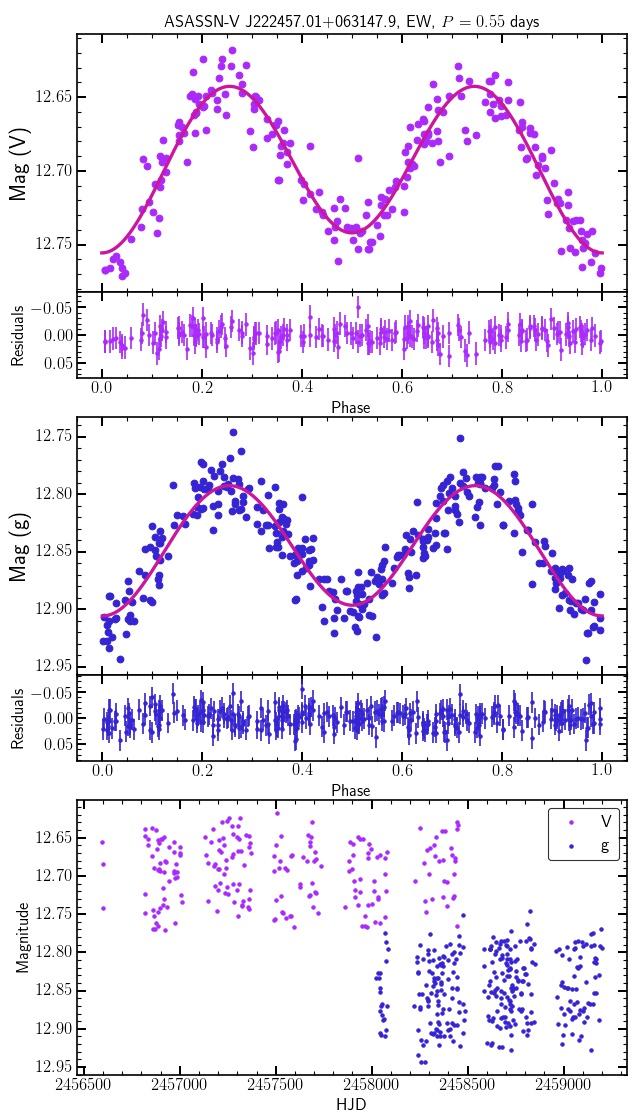 ASASSN-V J222457.01+063147.9, EW, P = 0.55 days
Mag (V)
12.65
12.70
12.75
Residuals
−0.05
0.00
0.05
0.0 0.2 0.4 0.6 0.8 1.0
Phase
Mag (g)
12.75
12.80
12.85
12.90
12.95
Residuals
−0.05
0.00
0.05
0.0 0.2 0.4 0.6 0.8 1.0
Phase
Magnitude
12.65
12.70
12.75
12.80
12.85
12.90
12.95
V
g
2456500 2457000 2457500 2458000 2458500 2459000
HJD